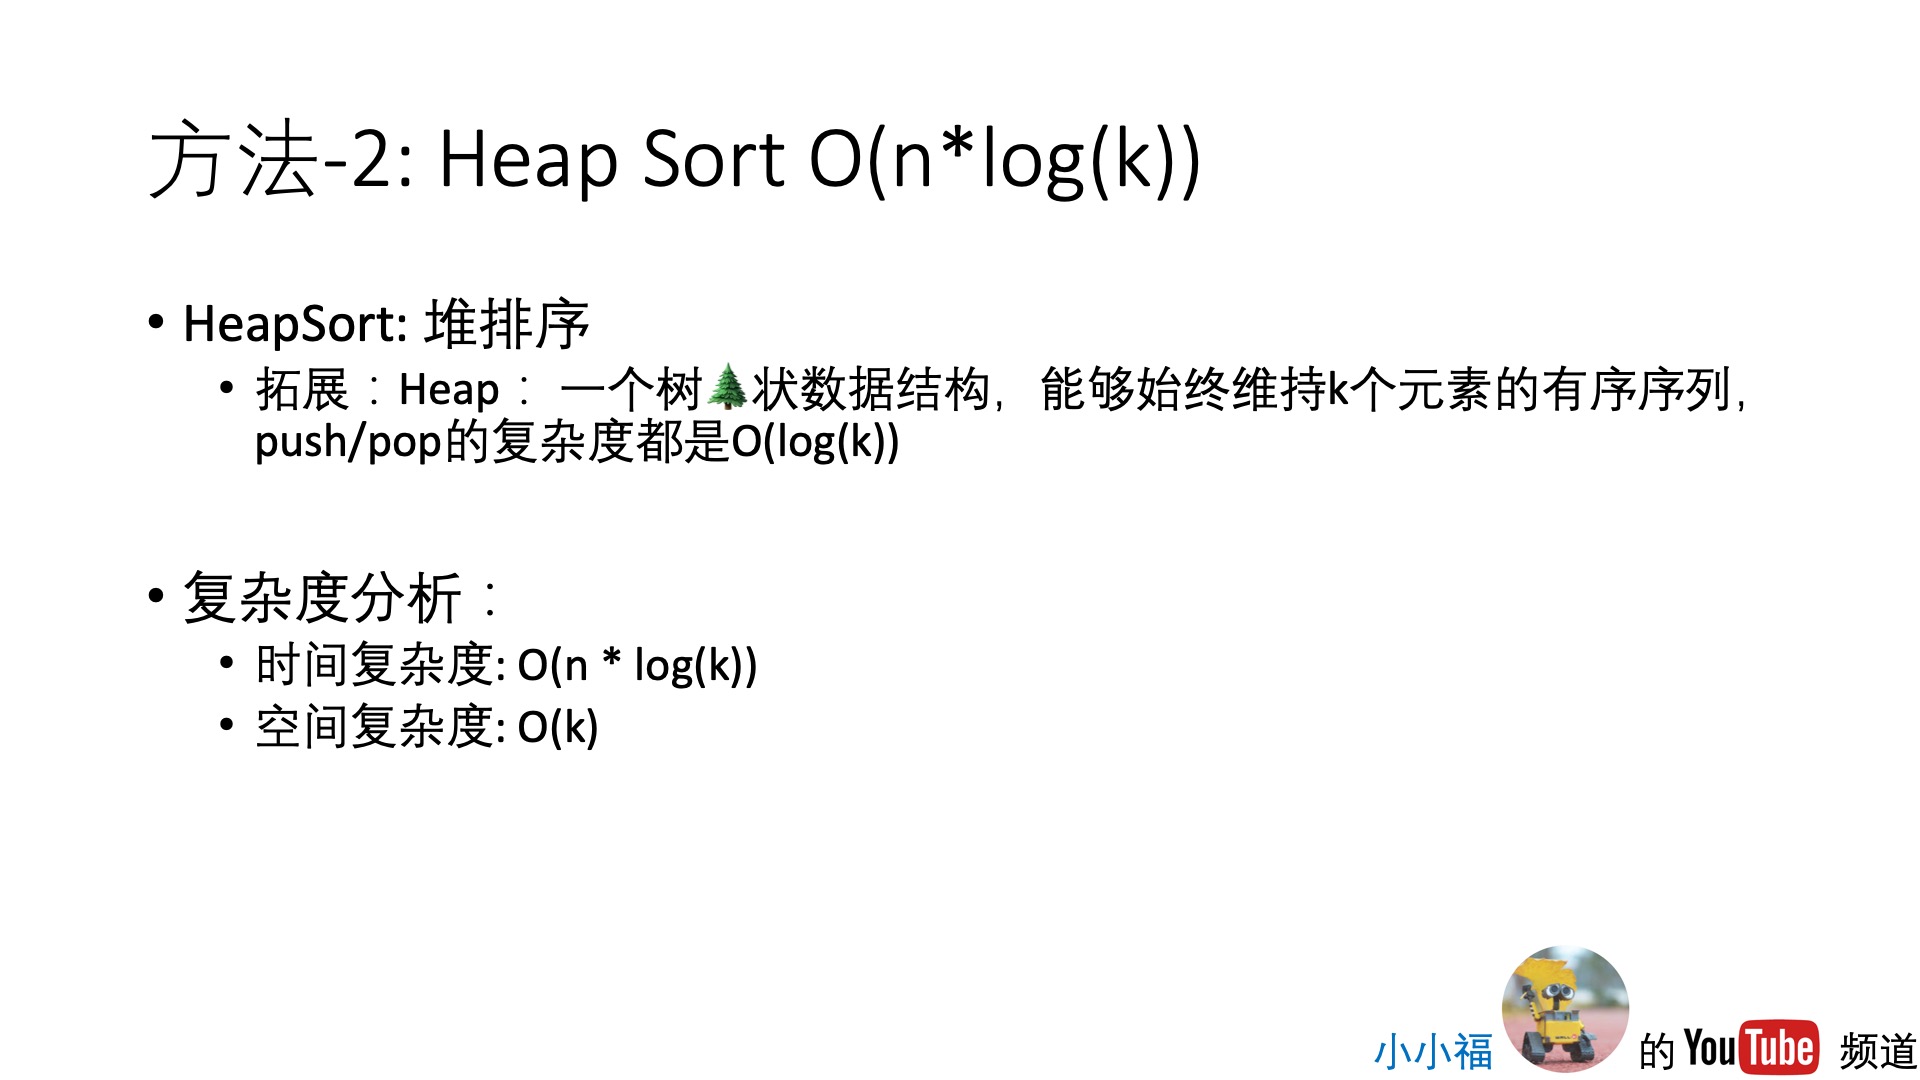 方法-2: Heap Sort O(n*log(k))
• HeapSort: 堆排序
• 拓展：Heap： 一个树🌲状数据结构， 能够始终维持k个元素的有序序列，
push/pop的复杂度都是O(log(k))
• 复杂度分析：
• 时间复杂度: O(n * log(k))
• 空间复杂度: O(k)
小小福 的 YouTube 频道